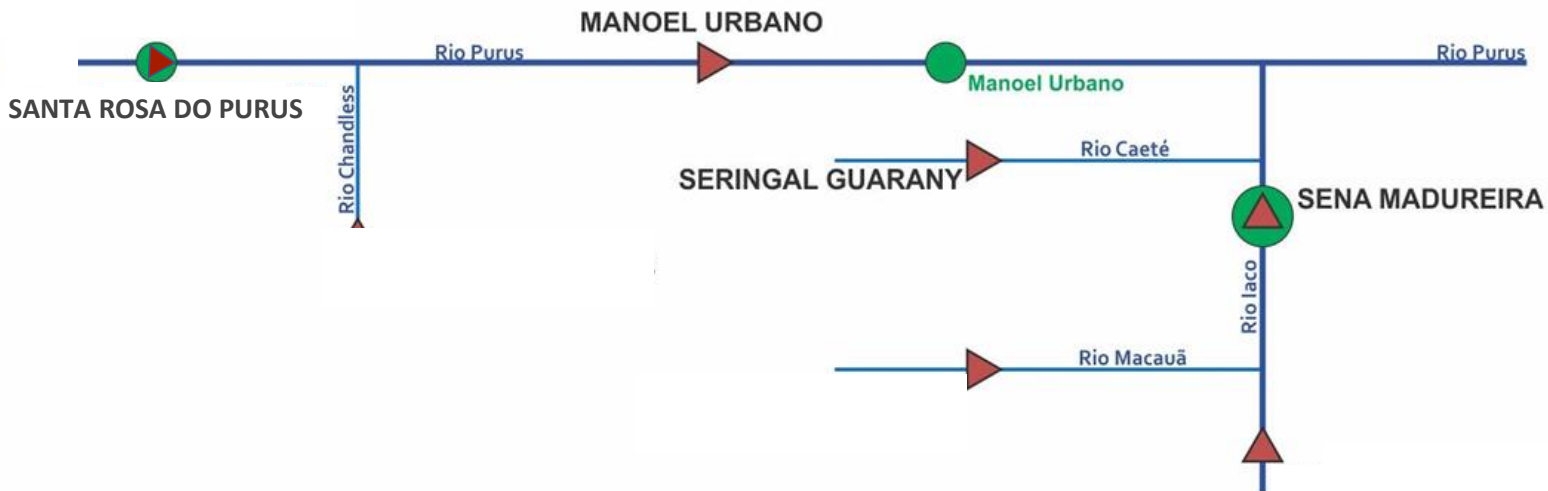 MANOEL URBANO
Rio Purus
Rio Purus
Manoel Urbano
SANTA ROSA DO PURUS
Rio Chandless
Rio Caeté
SERINGAL GUARANY
SENA MADUREIRA
Rio Iaco
Rio Macauã